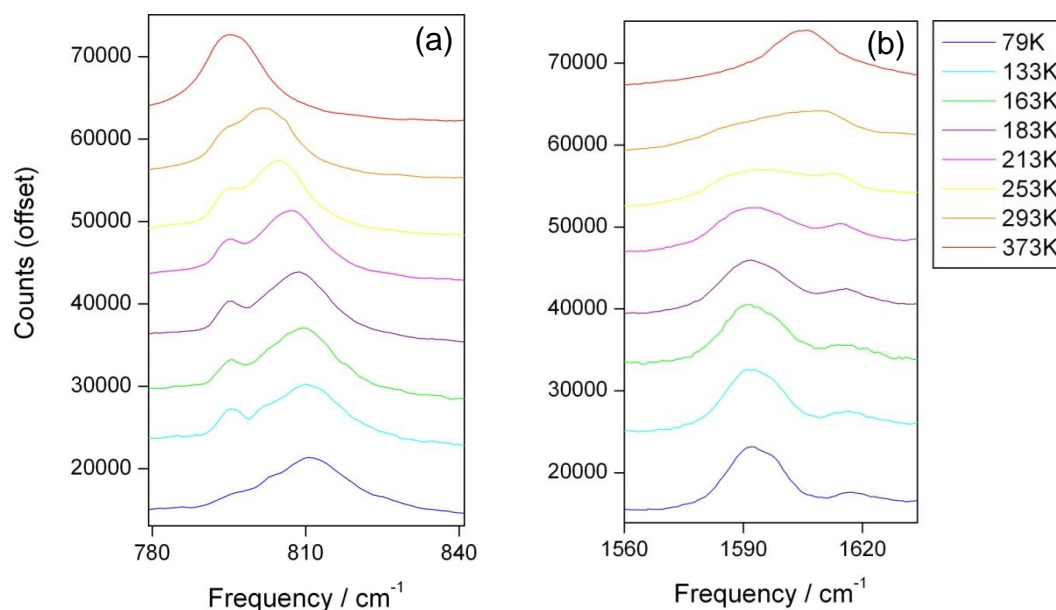 (a)
70000
60000
50000
40000
30000
20000
780
810
840
Counts (offset)
Frequency / cm-1
(b)
70000
60000
50000
40000
30000
20000
1560
1590
1620
Frequency / cm-1
79K
133K
163K
183K
213K
253K
293K
373K